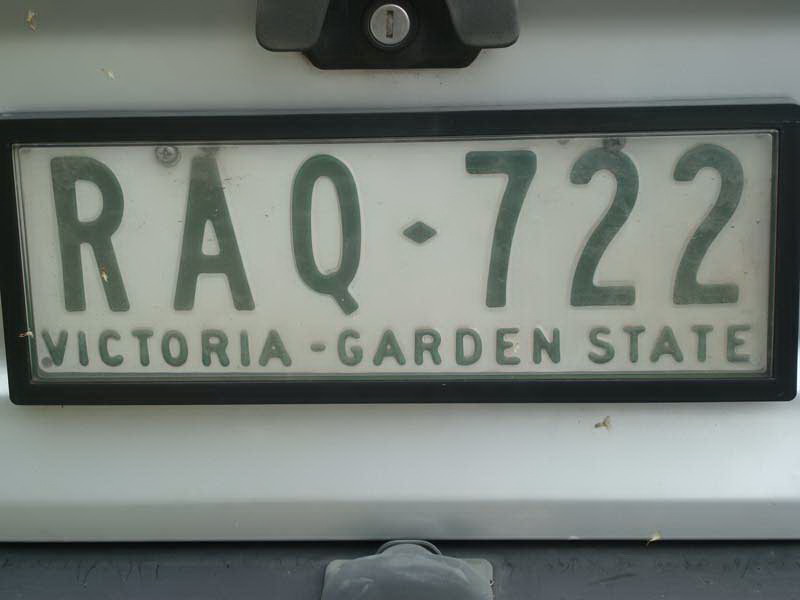 RAQ·722
VICTORIA - GARDEN STATE